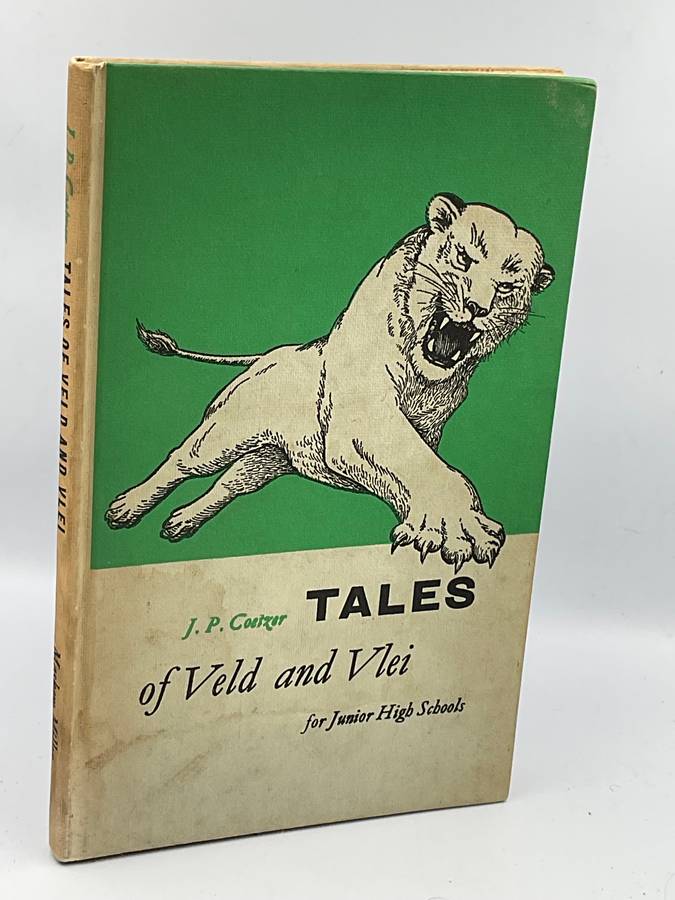 J. P. Coetzer TALES
of Veld and Vlei
for Junior High Schools
TALES OF VELD AND VLEI